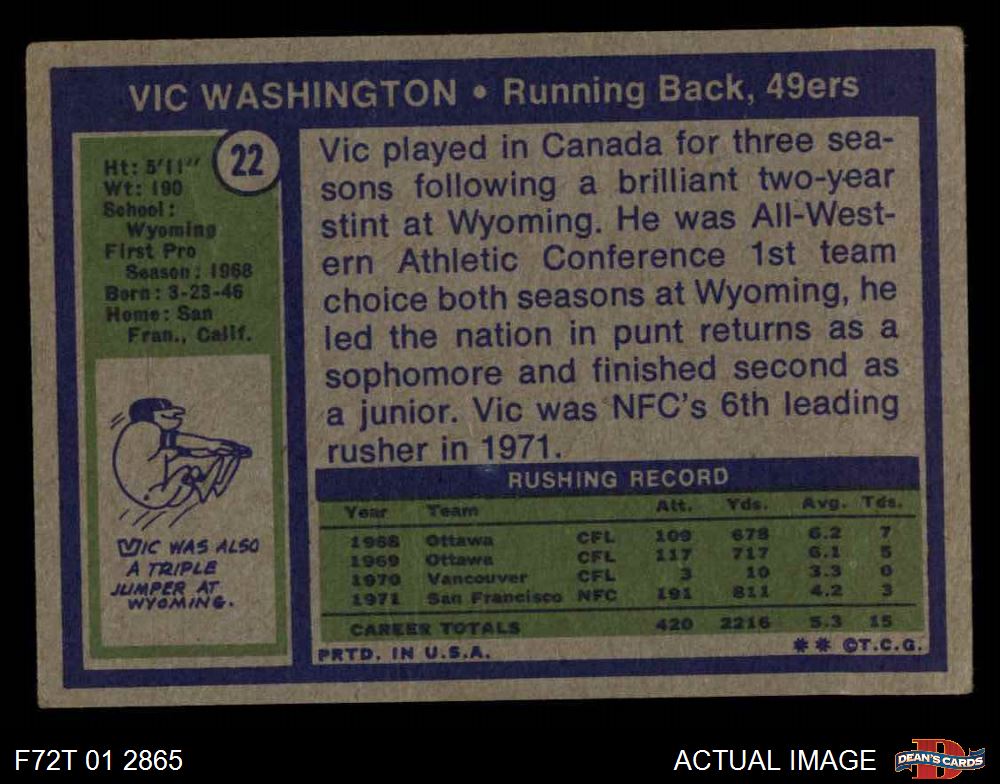 VIC WASHINGTON • Running Back, 49ers
22
Ht: 5'11"
Wt: 190
School:
Wyoming
First Pro
Season: 1968
Born: 3-23-46
Home: San
Fran., Calif.
VIC WAS ALSO
A TRIPLE
JUMPER AT
WYOMING.
Vic played in Canada for three sea-
sons following a brilliant two-year
stint at Wyoming. He was All-West-
ern Athletic Conference 1st team
choice both seasons at Wyoming, he
led the nation in punt returns as a
sophomore and finished second as
a junior. Vic was NFC's 6th leading
rusher in 1971.
RUSHING RECORD
Year Team Att. Yds. Avg. Tds.
1968 Ottawa CFL 109 678 6.2 7
1969 Ottawa CFL 117 717 6.1 5
1970 Vancouver CFL 3 10 3.3 0
1971 San Francisco NFC 191 811 4.2 3
CAREER TOTALS 420 2216 5.3 15
PRTD. IN U.S.A. ** ©T.C.G.
F72T 01 2865 ACTUAL IMAGE D DEAN'S CARDS